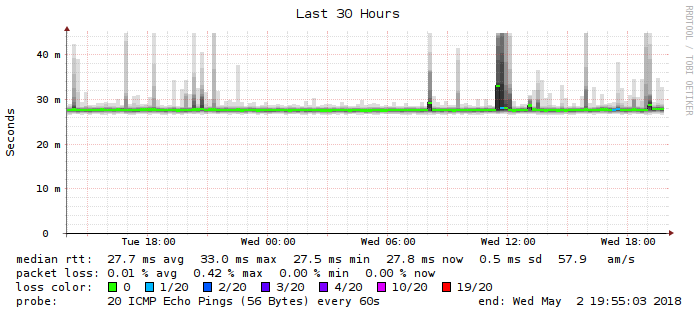 Last 30 Hours
RRDTOOL / TOBI OETIKER
Seconds
40 m
30 m
20 m
10 m
0
Tue 18:00 Wed 00:00 Wed 06:00 Wed 12:00 Wed 18:00
median rtt: 27.7 ms avg 33.0 ms max 27.5 ms min 27.8 ms now 0.5 ms sd 57.9 am/s
packet loss: 0.01 % avg 0.42 % max 0.00 % min 0.00 % now
loss color: 0 1/20 2/20 3/20 4/20 10/20 19/20
probe: 20 ICMP Echo Pings (56 Bytes) every 60s end: Wed May 2 19:55:03 2018